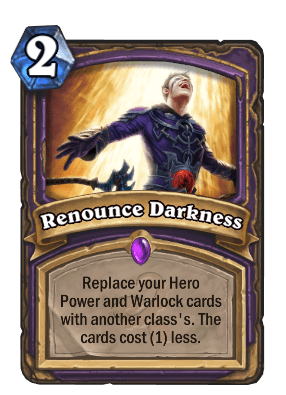 2
Renounce Darkness
Replace your Hero
Power and Warlock cards
with another class's. The
cards cost (1) less.